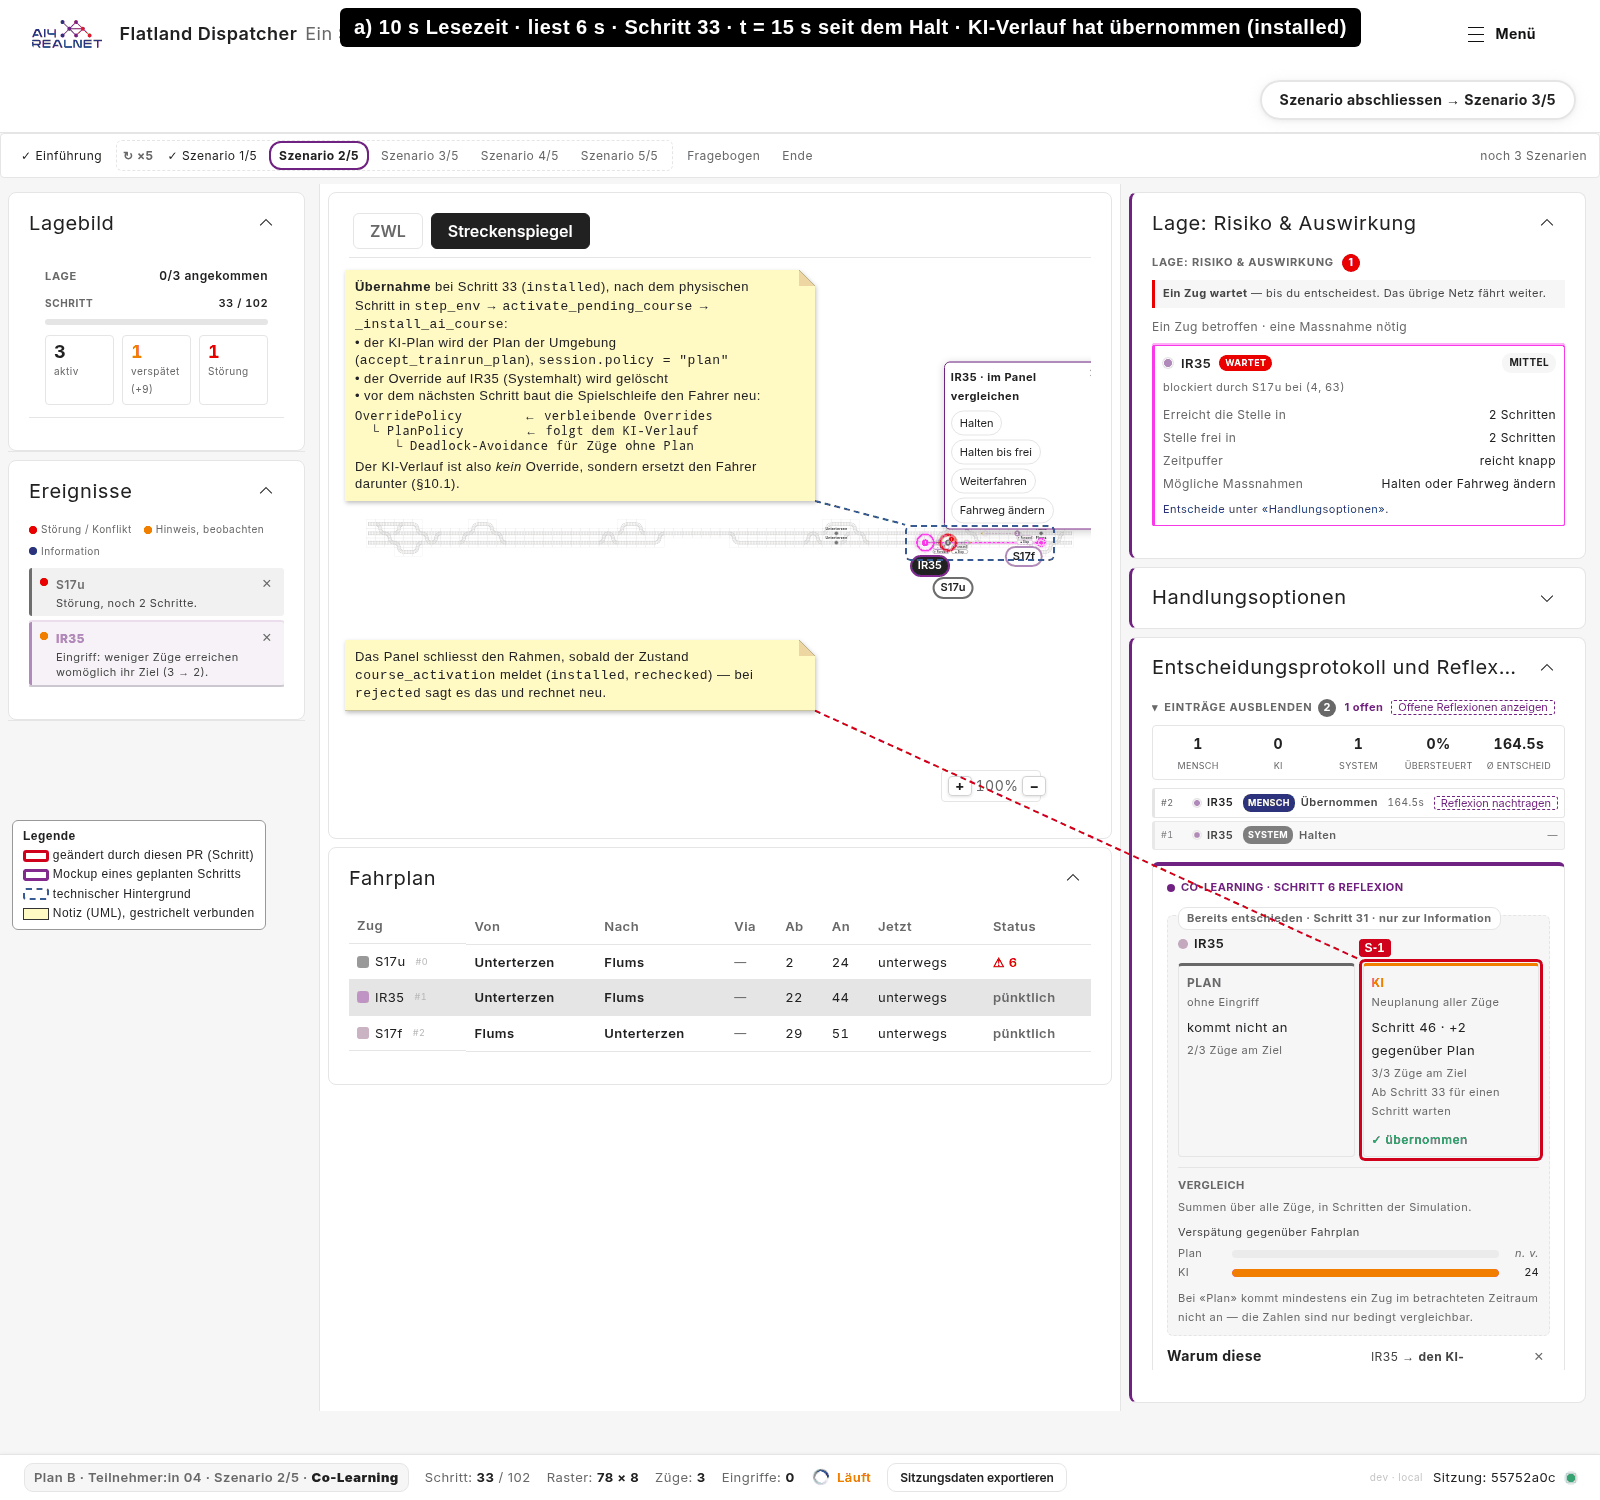 a) 10 s Lesezeit · liest 6 s · Schritt 33 · t = 15 s seit dem Halt · KI-Verlauf hat übernommen (installed)
AI4
REALNET
Flatland Dispatcher Ein
Menü
Szenario abschliessen → Szenario 3/5
✓ Einführung
↻ ×5
✓ Szenario 1/5
Szenario 2/5
Szenario 3/5
Szenario 4/5
Szenario 5/5
Fragebogen
Ende
noch 3 Szenarien
Lagebild
LAGE 0/3 angekommen
SCHRITT 33 / 102
3
aktiv
1
verspätet
(+9)
1
Störung
Ereignisse
Störung / Konflikt
Hinweis, beobachten
Information
S17u ×
Störung, noch 2 Schritte.
IR35 ×
Eingriff: weniger Züge erreichen
womöglich ihr Ziel (3 → 2).
Legende
geändert durch diesen PR (Schritt)
Mockup eines geplanten Schritts
technischer Hintergrund
Notiz (UML), gestrichelt verbunden
ZWL
Streckenspiegel
Übernahme bei Schritt 33 (installed), nach dem physischen
Schritt in step_env → activate_pending_course →
_install_ai_course:
• der KI-Plan wird der Plan der Umgebung
(accept_trainrun_plan), session.policy = "plan"
• der Override auf IR35 (Systemhalt) wird gelöscht
• vor dem nächsten Schritt baut die Spielschleife den Fahrer neu:
OverridePolicy ← verbleibende Overrides
└ PlanPolicy ← folgt dem KI-Verlauf
└ Deadlock-Avoidance für Züge ohne Plan
Der KI-Verlauf ist also kein Override, sondern ersetzt den Fahrer
darunter (§10.1).
IR35 · im Panel
vergleichen
Halten
Halten bis frei
Weiterfahren
Fahrweg ändern
Unterterzen
Unterterzen
IR35
S17f
S17u
Das Panel schliesst den Rahmen, sobald der Zustand
course_activation meldet (installed, rechecked) — bei
rejected sagt es das und rechnet neu.
+ 100% −
Fahrplan
Zug Von Nach Via Ab An Jetzt Status
S17u #0 Unterterzen Flums — 2 24 unterwegs ⚠ 6
IR35 #1 Unterterzen Flums — 22 44 unterwegs pünktlich
S17f #2 Flums Unterterzen — 29 51 unterwegs pünktlich
Lage: Risiko & Auswirkung
LAGE: RISIKO & AUSWIRKUNG 1
Ein Zug wartet — bis du entscheidest. Das übrige Netz fährt weiter.
Ein Zug betroffen · eine Massnahme nötig
IR35 WARTET MITTEL
blockiert durch S17u bei (4, 63)
Erreicht die Stelle in 2 Schritten
Stelle frei in 2 Schritten
Zeitpuffer reicht knapp
Mögliche Massnahmen Halten oder Fahrweg ändern
Entscheide unter «Handlungsoptionen».
Handlungsoptionen
Entscheidungsprotokoll und Reflex...
▾ EINTRÄGE AUSBLENDEN 2 1 offen Offene Reflexionen anzeigen
1 0 1 0% 164.5s
MENSCH KI SYSTEM ÜBERSTEUERT Ø ENTSCHEID
#2 IR35 MENSCH Übernommen 164.5s Reflexion nachtragen
#1 IR35 SYSTEM Halten —
CO-LEARNING · SCHRITT 6 REFLEXION
Bereits entschieden · Schritt 31 · nur zur Information
IR35
S-1
PLAN
ohne Eingriff
kommt nicht an
2/3 Züge am Ziel
KI
Neuplanung aller Züge
Schritt 46 · +2
gegenüber Plan
3/3 Züge am Ziel
Ab Schritt 33 für einen
Schritt warten
✓ übernommen
VERGLEICH
Summen über alle Züge, in Schritten der Simulation.
Verspätung gegenüber Fahrplan
Plan n. v.
KI 24
Bei «Plan» kommt mindestens ein Zug im betrachteten Zeitraum
nicht an — die Zahlen sind nur bedingt vergleichbar.
Warum diese IR35 → den KI- ×
Plan B · Teilnehmer:in 04 · Szenario 2/5 · Co-Learning
Schritt: 33 / 102
Raster: 78 × 8
Züge: 3
Eingriffe: 0
Läuft
Sitzungsdaten exportieren
dev · local
Sitzung: 55752a0c